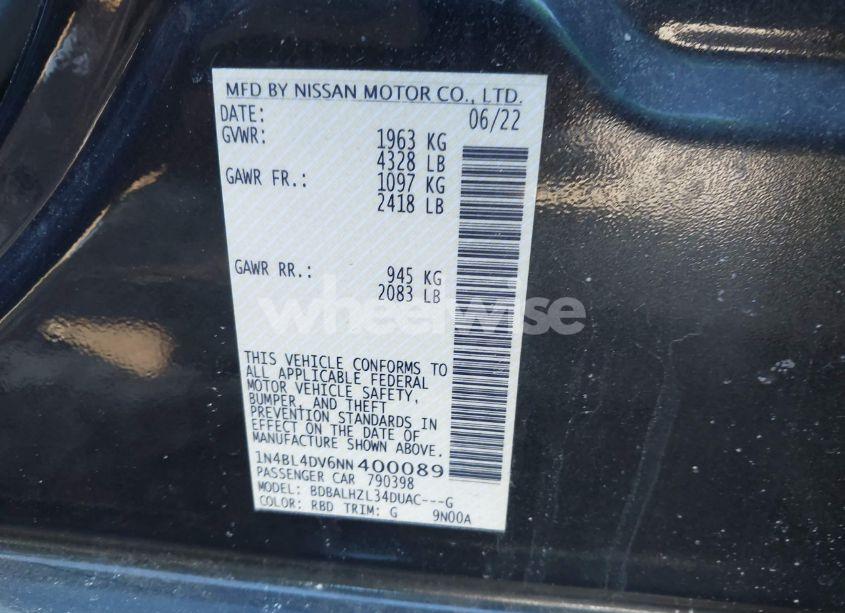 MFD BY NISSAN MOTOR CO., LTD.
DATE: 06/22
GVWR: 1963 KG
4328 LB
GAWR FR.: 1097 KG
2418 LB
GAWR RR.: 945 KG
2083 LB
wheelwise
THIS VEHICLE CONFORMS TO
ALL APPLICABLE FEDERAL
MOTOR VEHICLE SAFETY,
BUMPER, AND THEFT
PREVENTION STANDARDS IN
EFFECT ON THE DATE OF
MANUFACTURE SHOWN ABOVE.
1N4BL4DV6NN400089
PASSENGER CAR 790398
MODEL: BDBALHZL34DUAC---G
COLOR: RBD TRIM: G 9N00A